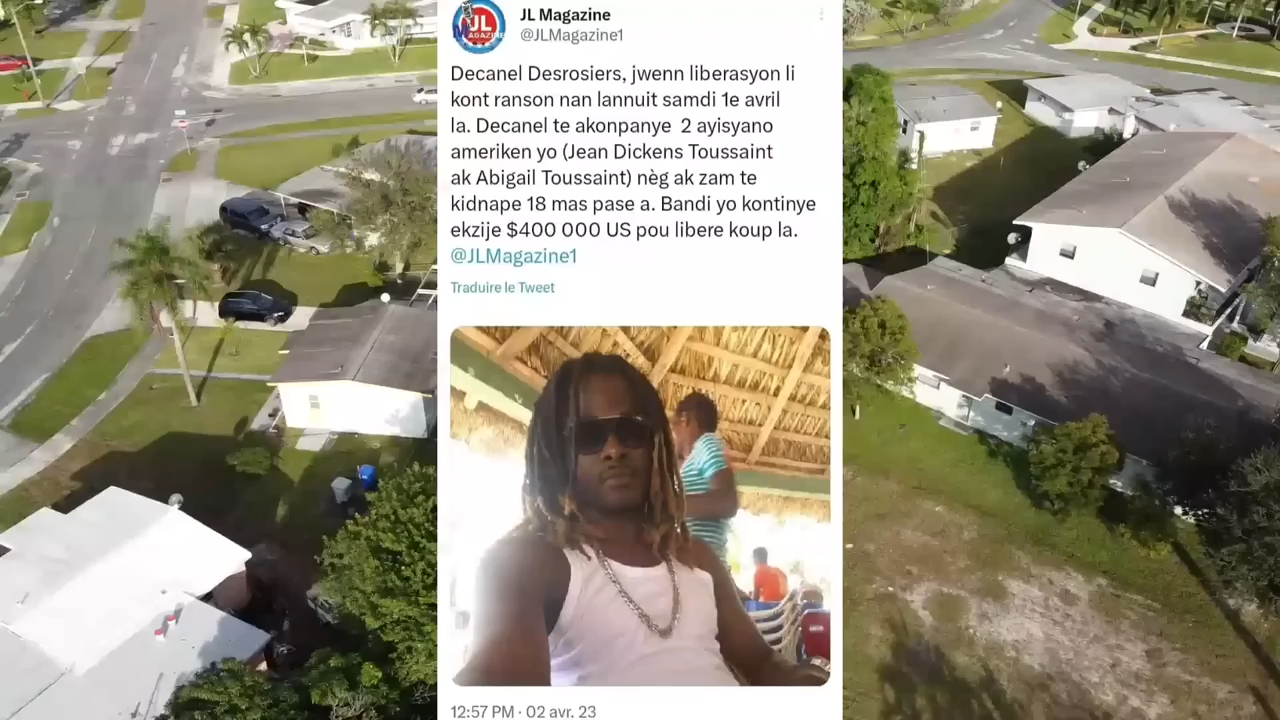 JL
MAGAZINE
JL Magazine
@JLMagazine1
Decanel Desrosiers, jwenn liberasyon li
kont ranson nan lannuit samdi 1e avril
la. Decanel te akonpanye 2 ayisyano
ameriken yo (Jean Dickens Toussaint
ak Abigail Toussaint) nèg ak zam te
kidnape 18 mas pase a. Bandi yo kontinye
ekzije $400 000 US pou libere koup la.
@JLMagazine1
Traduire le Tweet
12:57 PM · 02 avr. 23